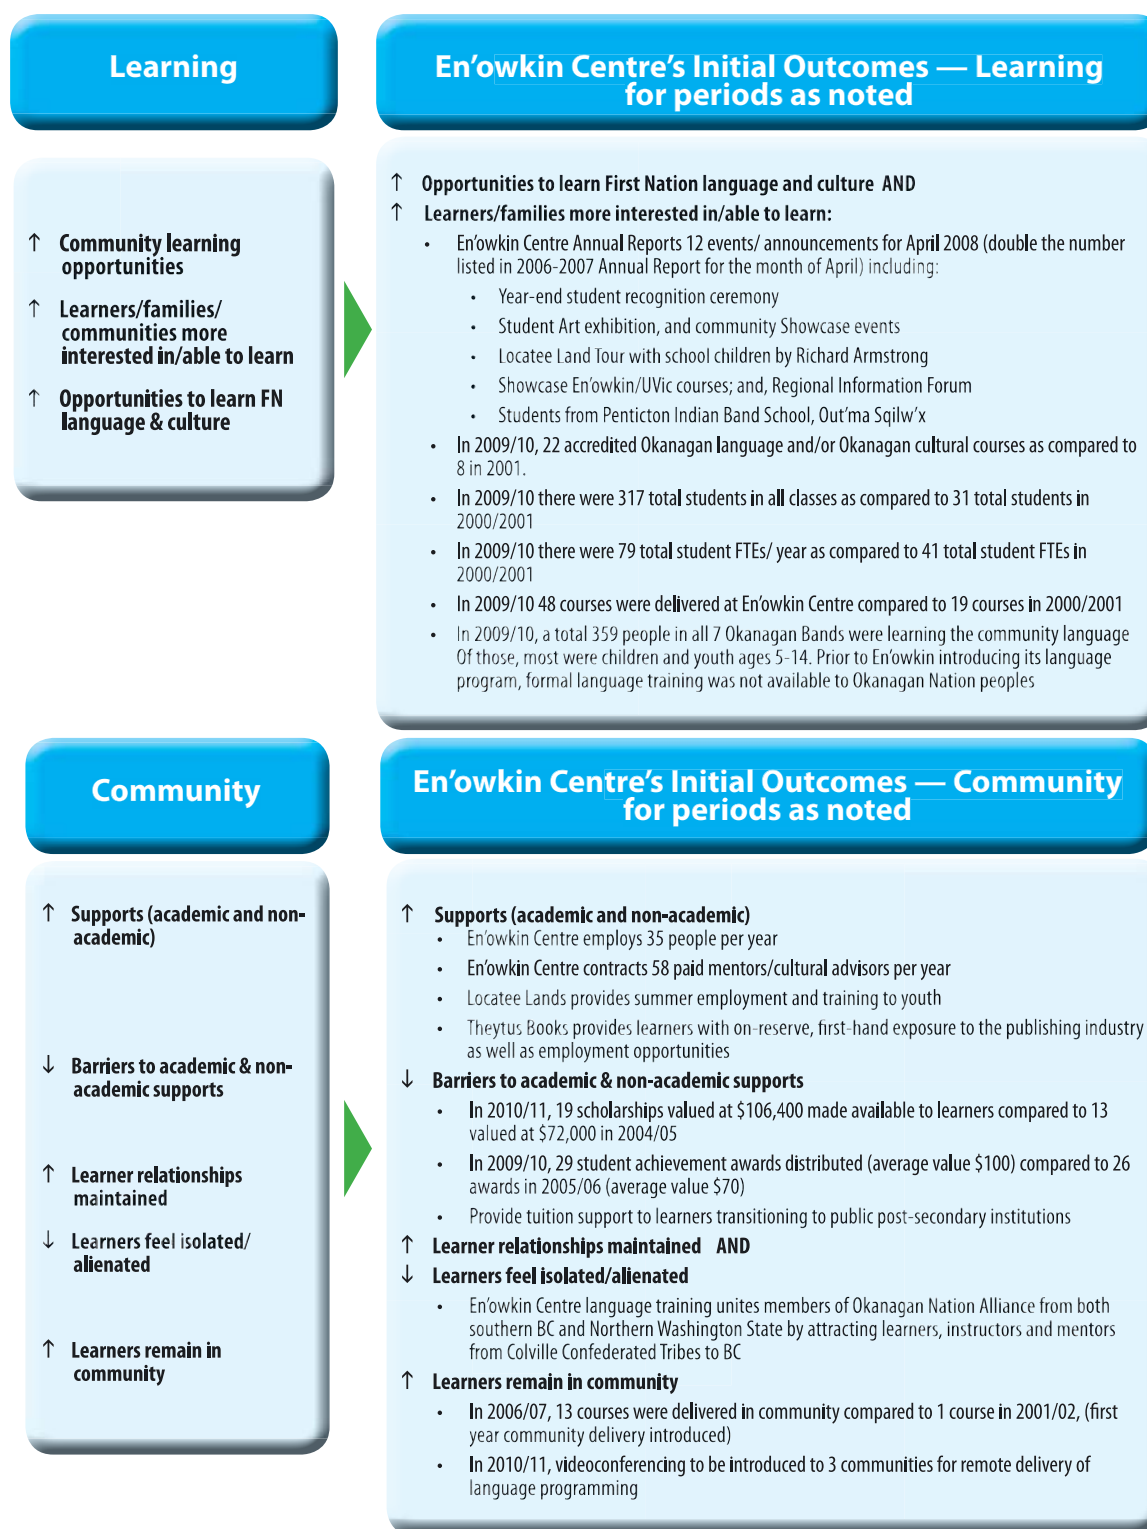 Learning
En'owkin Centre's Initial Outcomes — Learning
for periods as noted
↑ Community learning
opportunities
↑ Learners/families/
communities more
interested in/able to learn
↑ Opportunities to learn FN
language & culture
↑ Opportunities to learn First Nation language and culture AND
↑ Learners/families more interested in/able to learn:
• En'owkin Centre Annual Reports 12 events/ announcements for April 2008 (double the number
listed in 2006-2007 Annual Report for the month of April) including:
• Year-end student recognition ceremony
• Student Art exhibition, and community Showcase events
• Locatee Land Tour with school children by Richard Armstrong
• Showcase En'owkin/UVic courses; and, Regional Information Forum
• Students from Penticton Indian Band School, Out'ma Sqilw'x
• In 2009/10, 22 accredited Okanagan language and/or Okanagan cultural courses as compared to
8 in 2001.
• In 2009/10 there were 317 total students in all classes as compared to 31 total students in
2000/2001
• In 2009/10 there were 79 total student FTEs/ year as compared to 41 total student FTEs in
2000/2001
• In 2009/10 48 courses were delivered at En'owkin Centre compared to 19 courses in 2000/2001
• In 2009/10, a total 359 people in all 7 Okanagan Bands were learning the community language
Of those, most were children and youth ages 5-14. Prior to En'owkin introducing its language
program, formal language training was not available to Okanagan Nation peoples
Community
En'owkin Centre's Initial Outcomes — Community
for periods as noted
↑ Supports (academic and non-
academic)
↓ Barriers to academic & non-
academic supports
↑ Learner relationships
maintained
↓ Learners feel isolated/
alienated
↑ Learners remain in
community
↑ Supports (academic and non-academic)
• En'owkin Centre employs 35 people per year
• En'owkin Centre contracts 58 paid mentors/cultural advisors per year
• Locatee Lands provides summer employment and training to youth
• Theytus Books provides learners with on-reserve, first-hand exposure to the publishing industry
as well as employment opportunities
↓ Barriers to academic & non-academic supports
• In 2010/11, 19 scholarships valued at $106,400 made available to learners compared to 13
valued at $72,000 in 2004/05
• In 2009/10, 29 student achievement awards distributed (average value $100) compared to 26
awards in 2005/06 (average value $70)
• Provide tuition support to learners transitioning to public post-secondary institutions
↑ Learner relationships maintained AND
↓ Learners feel isolated/alienated
• En'owkin Centre language training unites members of Okanagan Nation Alliance from both
southern BC and Northern Washington State by attracting learners, instructors and mentors
from Colville Confederated Tribes to BC
↑ Learners remain in community
• In 2006/07, 13 courses were delivered in community compared to 1 course in 2001/02, (first
year community delivery introduced)
• In 2010/11, videoconferencing to be introduced to 3 communities for remote delivery of
language programming